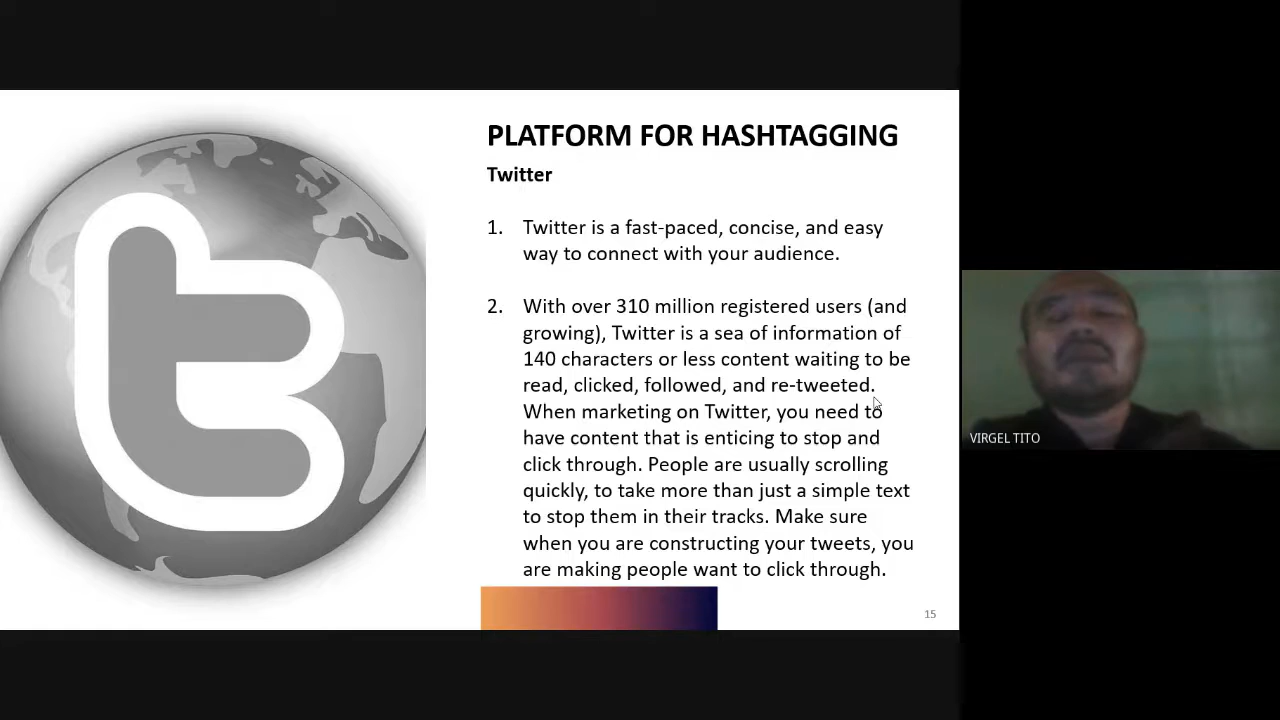 PLATFORM FOR HASHTAGGING
Twitter
1. Twitter is a fast-paced, concise, and easy
way to connect with your audience.
2. With over 310 million registered users (and
growing), Twitter is a sea of information of
140 characters or less content waiting to be
read, clicked, followed, and re-tweeted.
When marketing on Twitter, you need to
have content that is enticing to stop and
click through. People are usually scrolling
quickly, to take more than just a simple text
to stop them in their tracks. Make sure
when you are constructing your tweets, you
are making people want to click through.
15
VIRGEL TITO